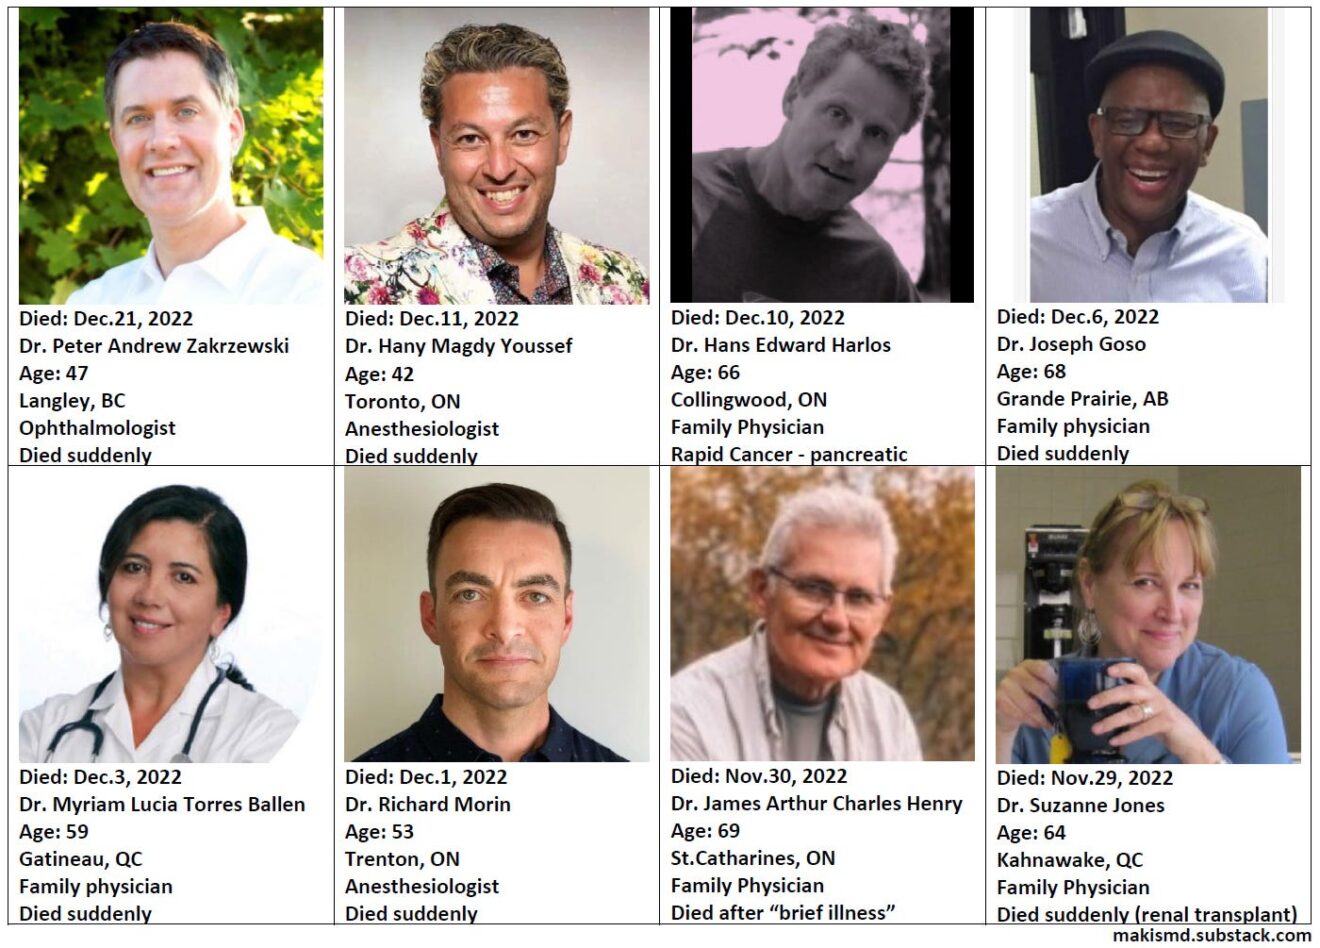 Died: Dec.21, 2022
Dr. Peter Andrew Zakrzewski
Age: 47
Langley, BC
Ophthalmologist
Died suddenly
Died: Dec.11, 2022
Dr. Hany Magdy Youssef
Age: 42
Toronto, ON
Anesthesiologist
Died suddenly
Died: Dec.10, 2022
Dr. Hans Edward Harlos
Age: 66
Collingwood, ON
Family Physician
Rapid Cancer - pancreatic
Died: Dec.6, 2022
Dr. Joseph Goso
Age: 68
Grande Prairie, AB
Family physician
Died suddenly
Died: Dec.3, 2022
Dr. Myriam Lucia Torres Ballen
Age: 59
Gatineau, QC
Family physician
Died suddenly
Died: Dec.1, 2022
Dr. Richard Morin
Age: 53
Trenton, ON
Anesthesiologist
Died suddenly
Died: Nov.30, 2022
Dr. James Arthur Charles Henry
Age: 69
St.Catharines, ON
Family Physician
Died after “brief illness”
Died: Nov.29, 2022
Dr. Suzanne Jones
Age: 64
Kahnawake, QC
Family Physician
Died suddenly (renal transplant)
makismd.substack.com